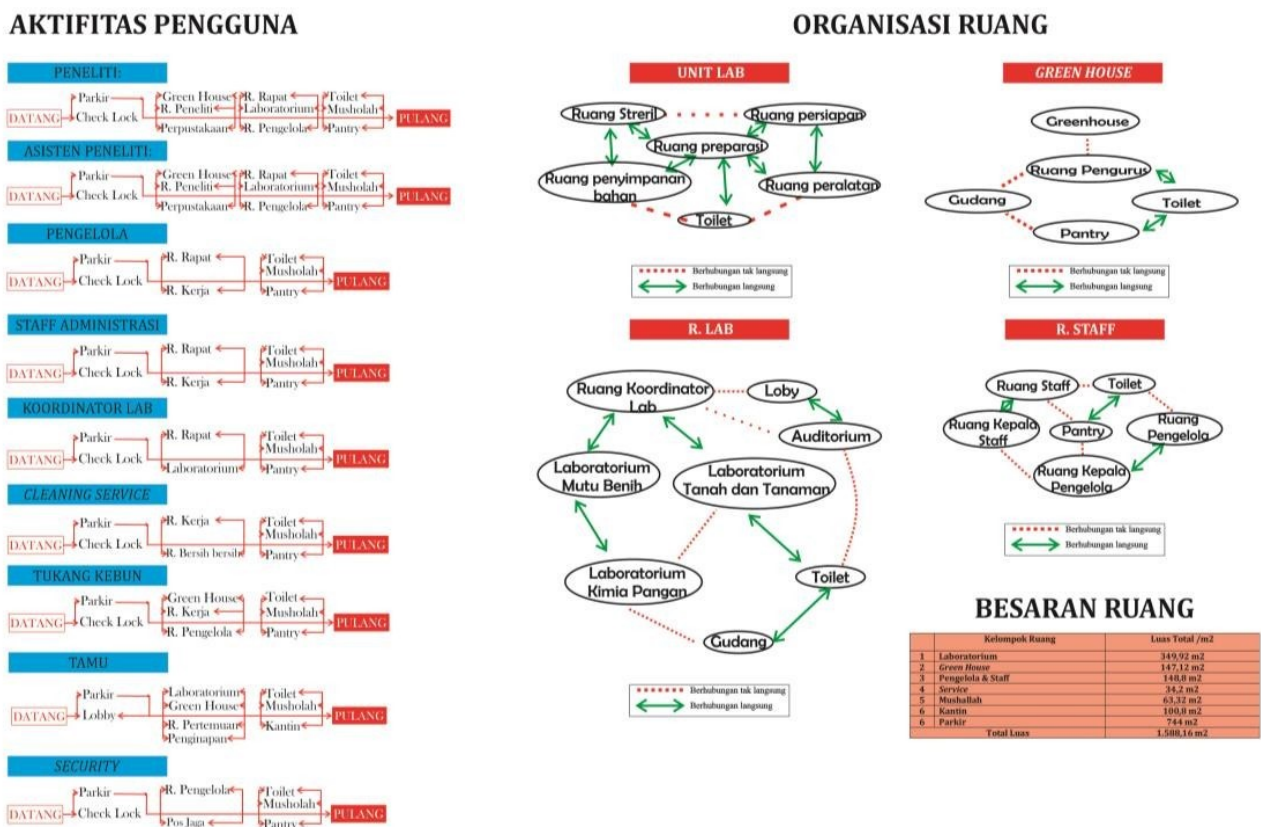 AKTIFITAS PENGGUNA
PENELITI:
DATANG
Parkir
Check Lock
Green House
R. Peneliti
Perpustakaan
R. Rapat
Laboratorium
R. Pengelola
Toilet
Musholah
Pantry
PULANG
ASISTEN PENELITI:
DATANG
Parkir
Check Lock
Green House
R. Peneliti
Perpustakaan
R. Rapat
Laboratorium
R. Pengelola
Toilet
Musholah
Pantry
PULANG
PENGELOLA
DATANG
Parkir
Check Lock
R. Rapat
R. Kerja
Toilet
Musholah
Pantry
PULANG
STAFF ADMINISTRASI
DATANG
Parkir
Check Lock
R. Rapat
R. Kerja
Toilet
Musholah
Pantry
PULANG
KOORDINATOR LAB
DATANG
Parkir
Check Lock
R. Rapat
Laboratorium
Toilet
Musholah
Pantry
PULANG
CLEANING SERVICE
DATANG
Parkir
Check Lock
R. Kerja
R. Bersih bersih
Toilet
Musholah
Pantry
PULANG
TUKANG KEBUN
DATANG
Parkir
Check Lock
Green House
R. Kerja
R. Pengelola
Toilet
Musholah
Pantry
PULANG
TAMU
DATANG
Parkir
Lobby
Laboratorium
Green House
R. Pertemuan
Penginapan
Toilet
Musholah
Kantin
PULANG
SECURITY
DATANG
Parkir
Check Lock
R. Pengelola
Pos Jaga
Toilet
Musholah
Pantry
PULANG
ORGANISASI RUANG
UNIT LAB
Ruang Streril
Ruang persiapan
Ruang preparasi
Ruang penyimpanan
bahan
Ruang peralatan
Toilet
Berhubungan tak langsung
Berhubungan langsung
GREEN HOUSE
Greenhouse
Ruang Pengurus
Gudang
Toilet
Pantry
Berhubungan tak langsung
Berhubungan langsung
R. LAB
Ruang Koordinator
Lab
Loby
Auditorium
Laboratorium
Mutu Benih
Laboratorium
Tanah dan Tanaman
Laboratorium
Kimia Pangan
Toilet
Gudang
Berhubungan tak langsung
Berhubungan langsung
R. STAFF
Ruang Staff
Toilet
Ruang Kepala
Staff
Pantry
Ruang
Pengelola
Ruang Kepala
Pengelola
Berhubungan tak langsung
Berhubungan langsung
BESARAN RUANG
Kelompok Ruang Luas Total /m2
1 Laboratorium 349,92 m2
2 Green House 147,12 m2
3 Pengelola & Staff 148,8 m2
4 Service 34,2 m2
5 Mushallah 63,32 m2
6 Kantin 100,8 m2
6 Parkir 744 m2
Total Luas 1.588,16 m2